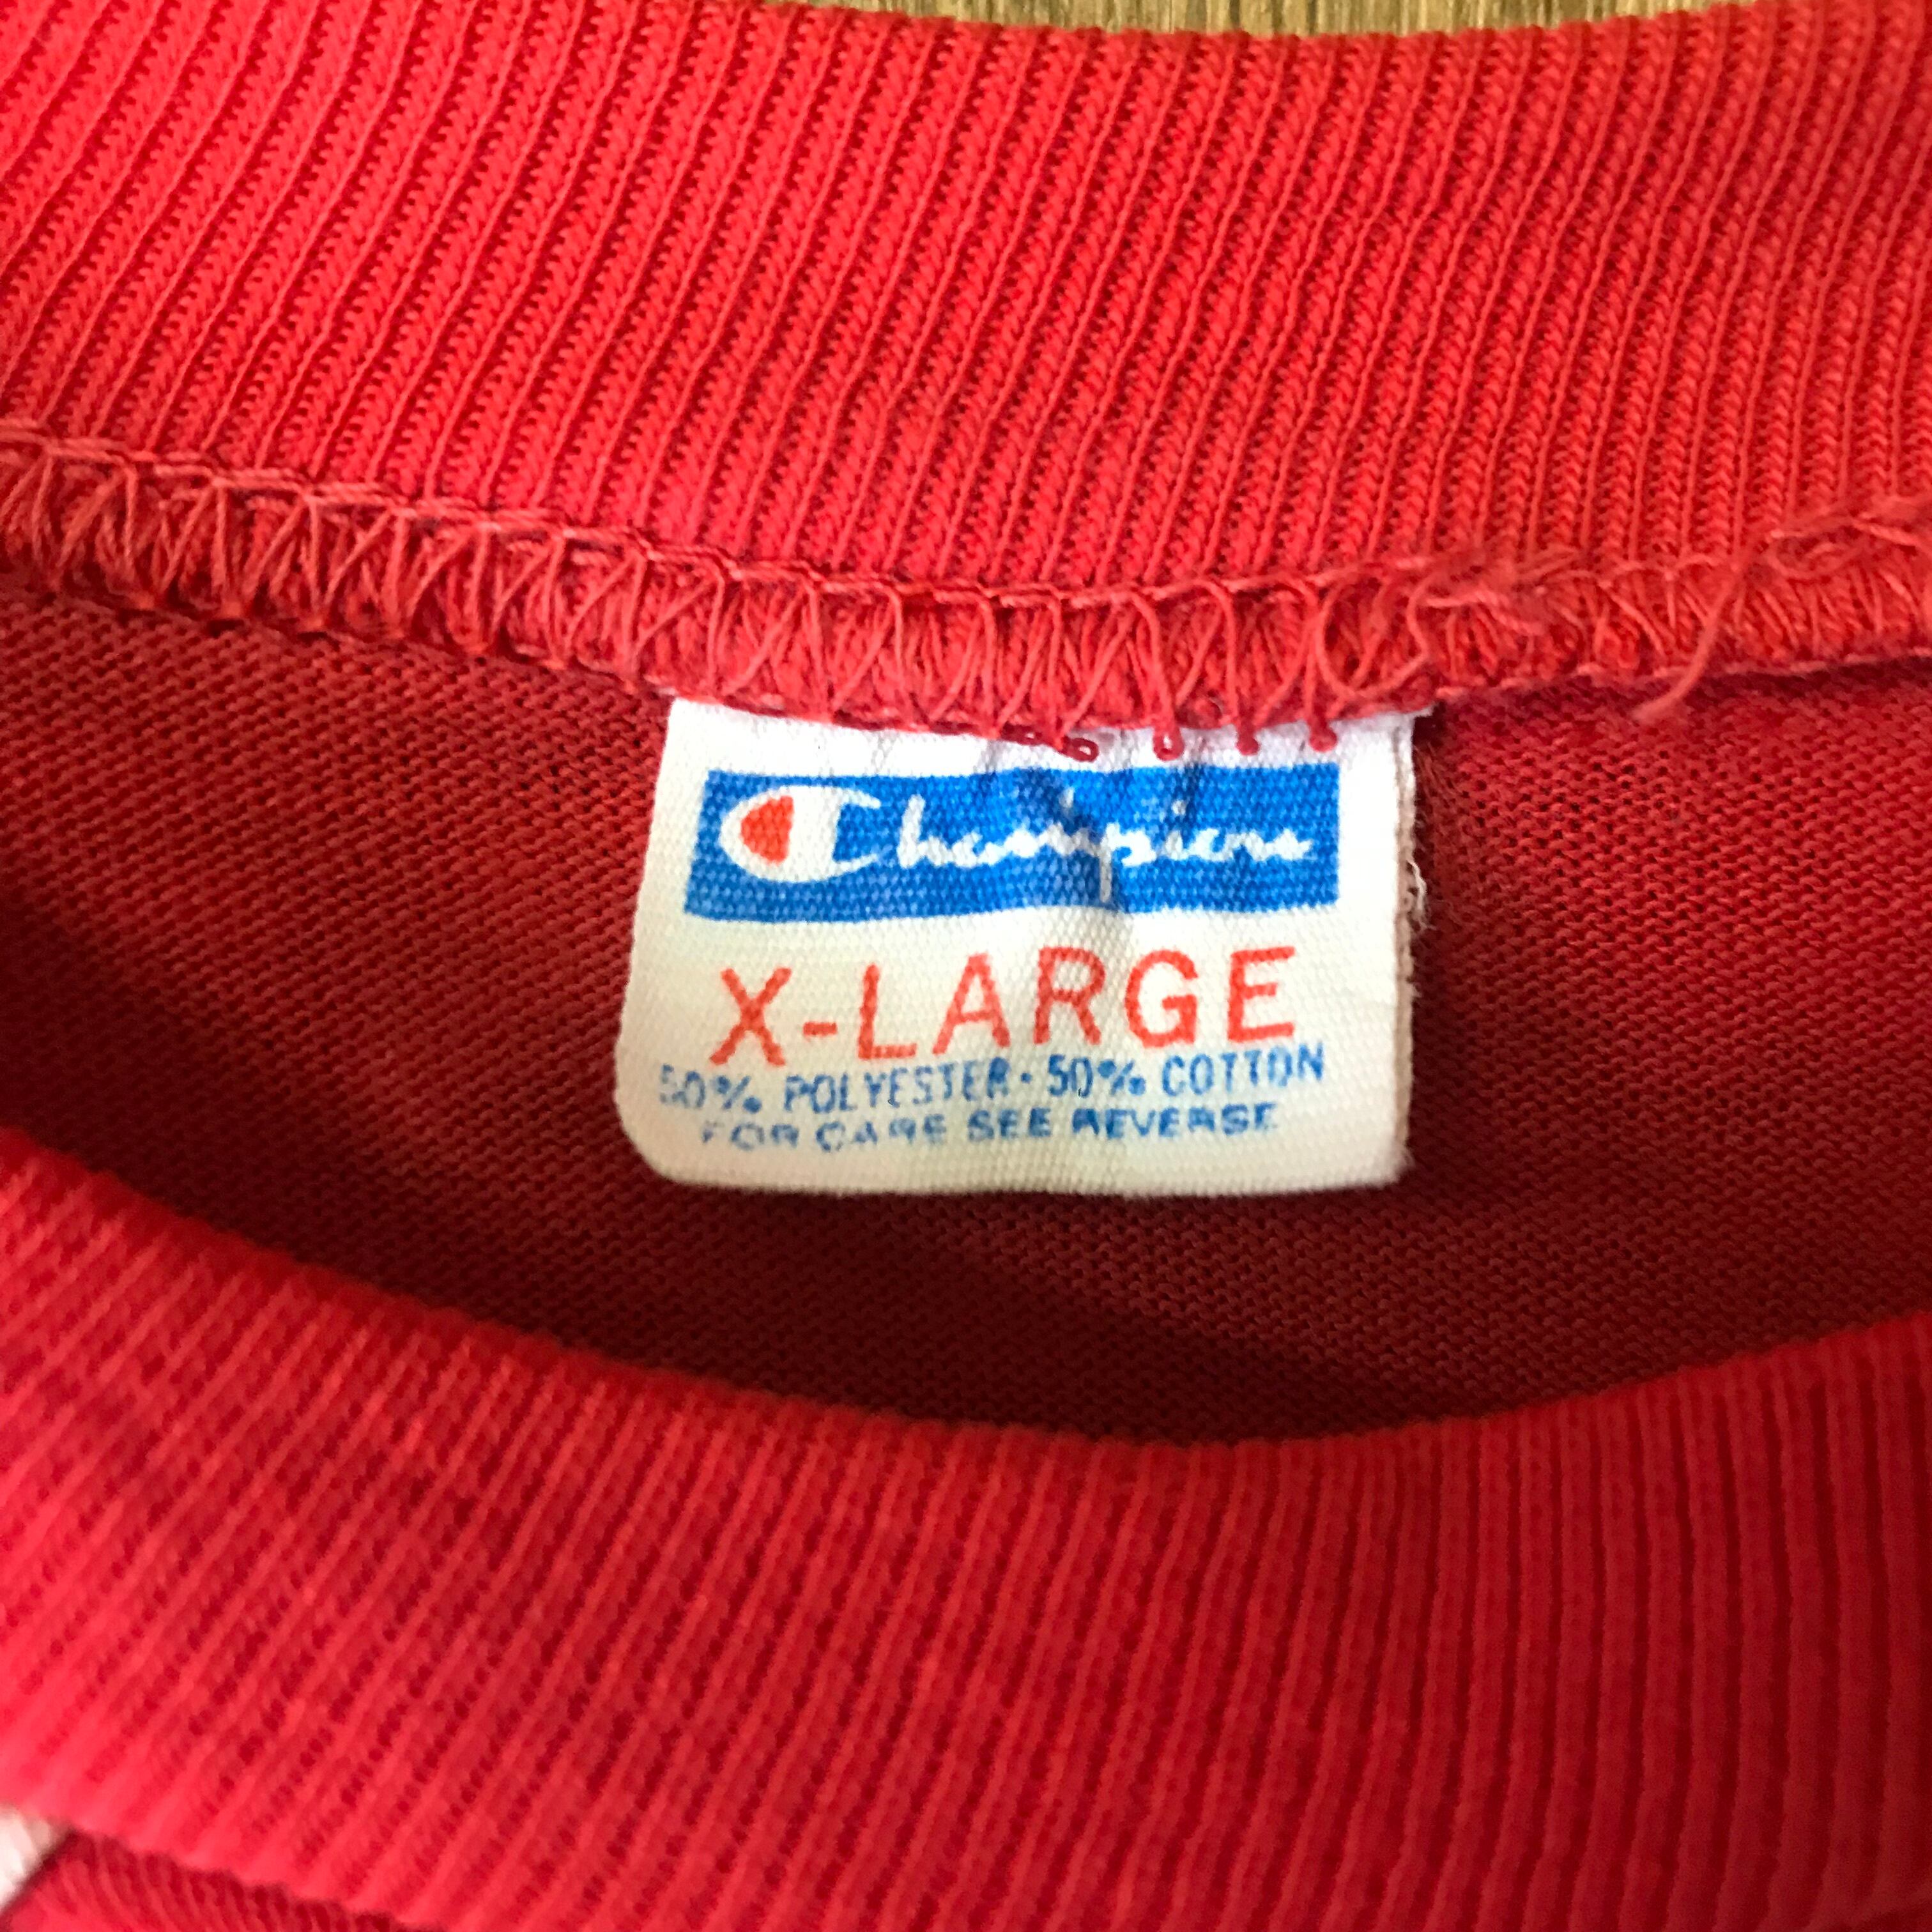 Champion
X-LARGE
50% POLYESTER · 50% COTTON
FOR CARE SEE REVERSE